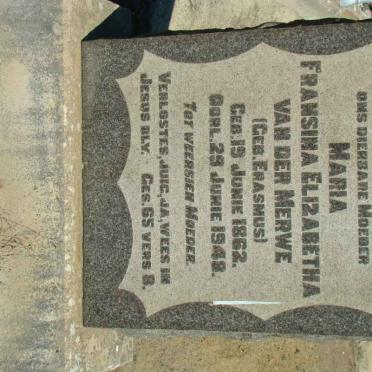 ONS DIERBARE MOEDER
MARIA
FRANSINA ELIZABETHA
VAN DER MERWE
(GEB. ERASMUS)
GEB. 19 JUNIE 1862.
OORL. 29 JUNIE 1948.
TOT WEERSIEN MOEDER.
VERLOSTES, JUIG, JA, WEES IN
JESUS BLY. GES. 65 VERS 8.